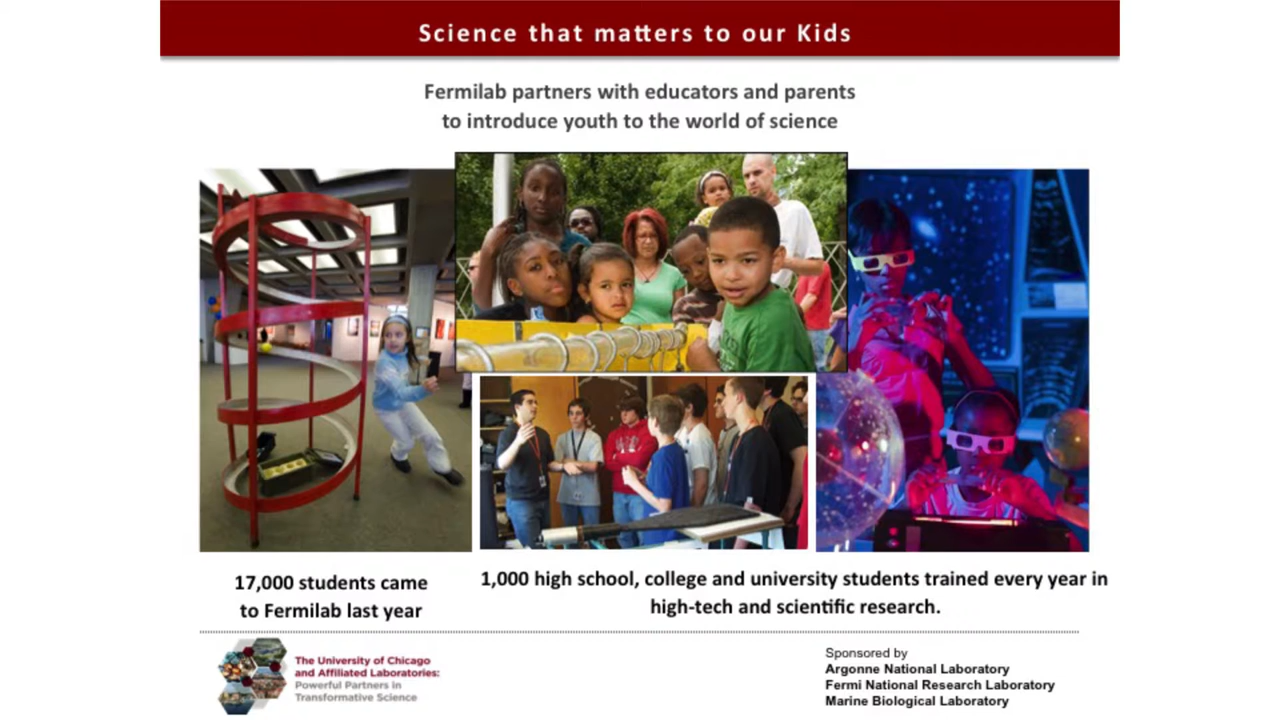 Science that matters to our Kids
Fermilab partners with educators and parents
to introduce youth to the world of science
17,000 students came
to Fermilab last year
1,000 high school, college and university students trained every year in
high-tech and scientific research.
The University of Chicago
and Affiliated Laboratories:
Powerful Partners in
Transformative Science
Sponsored by
Argonne National Laboratory
Fermi National Research Laboratory
Marine Biological Laboratory